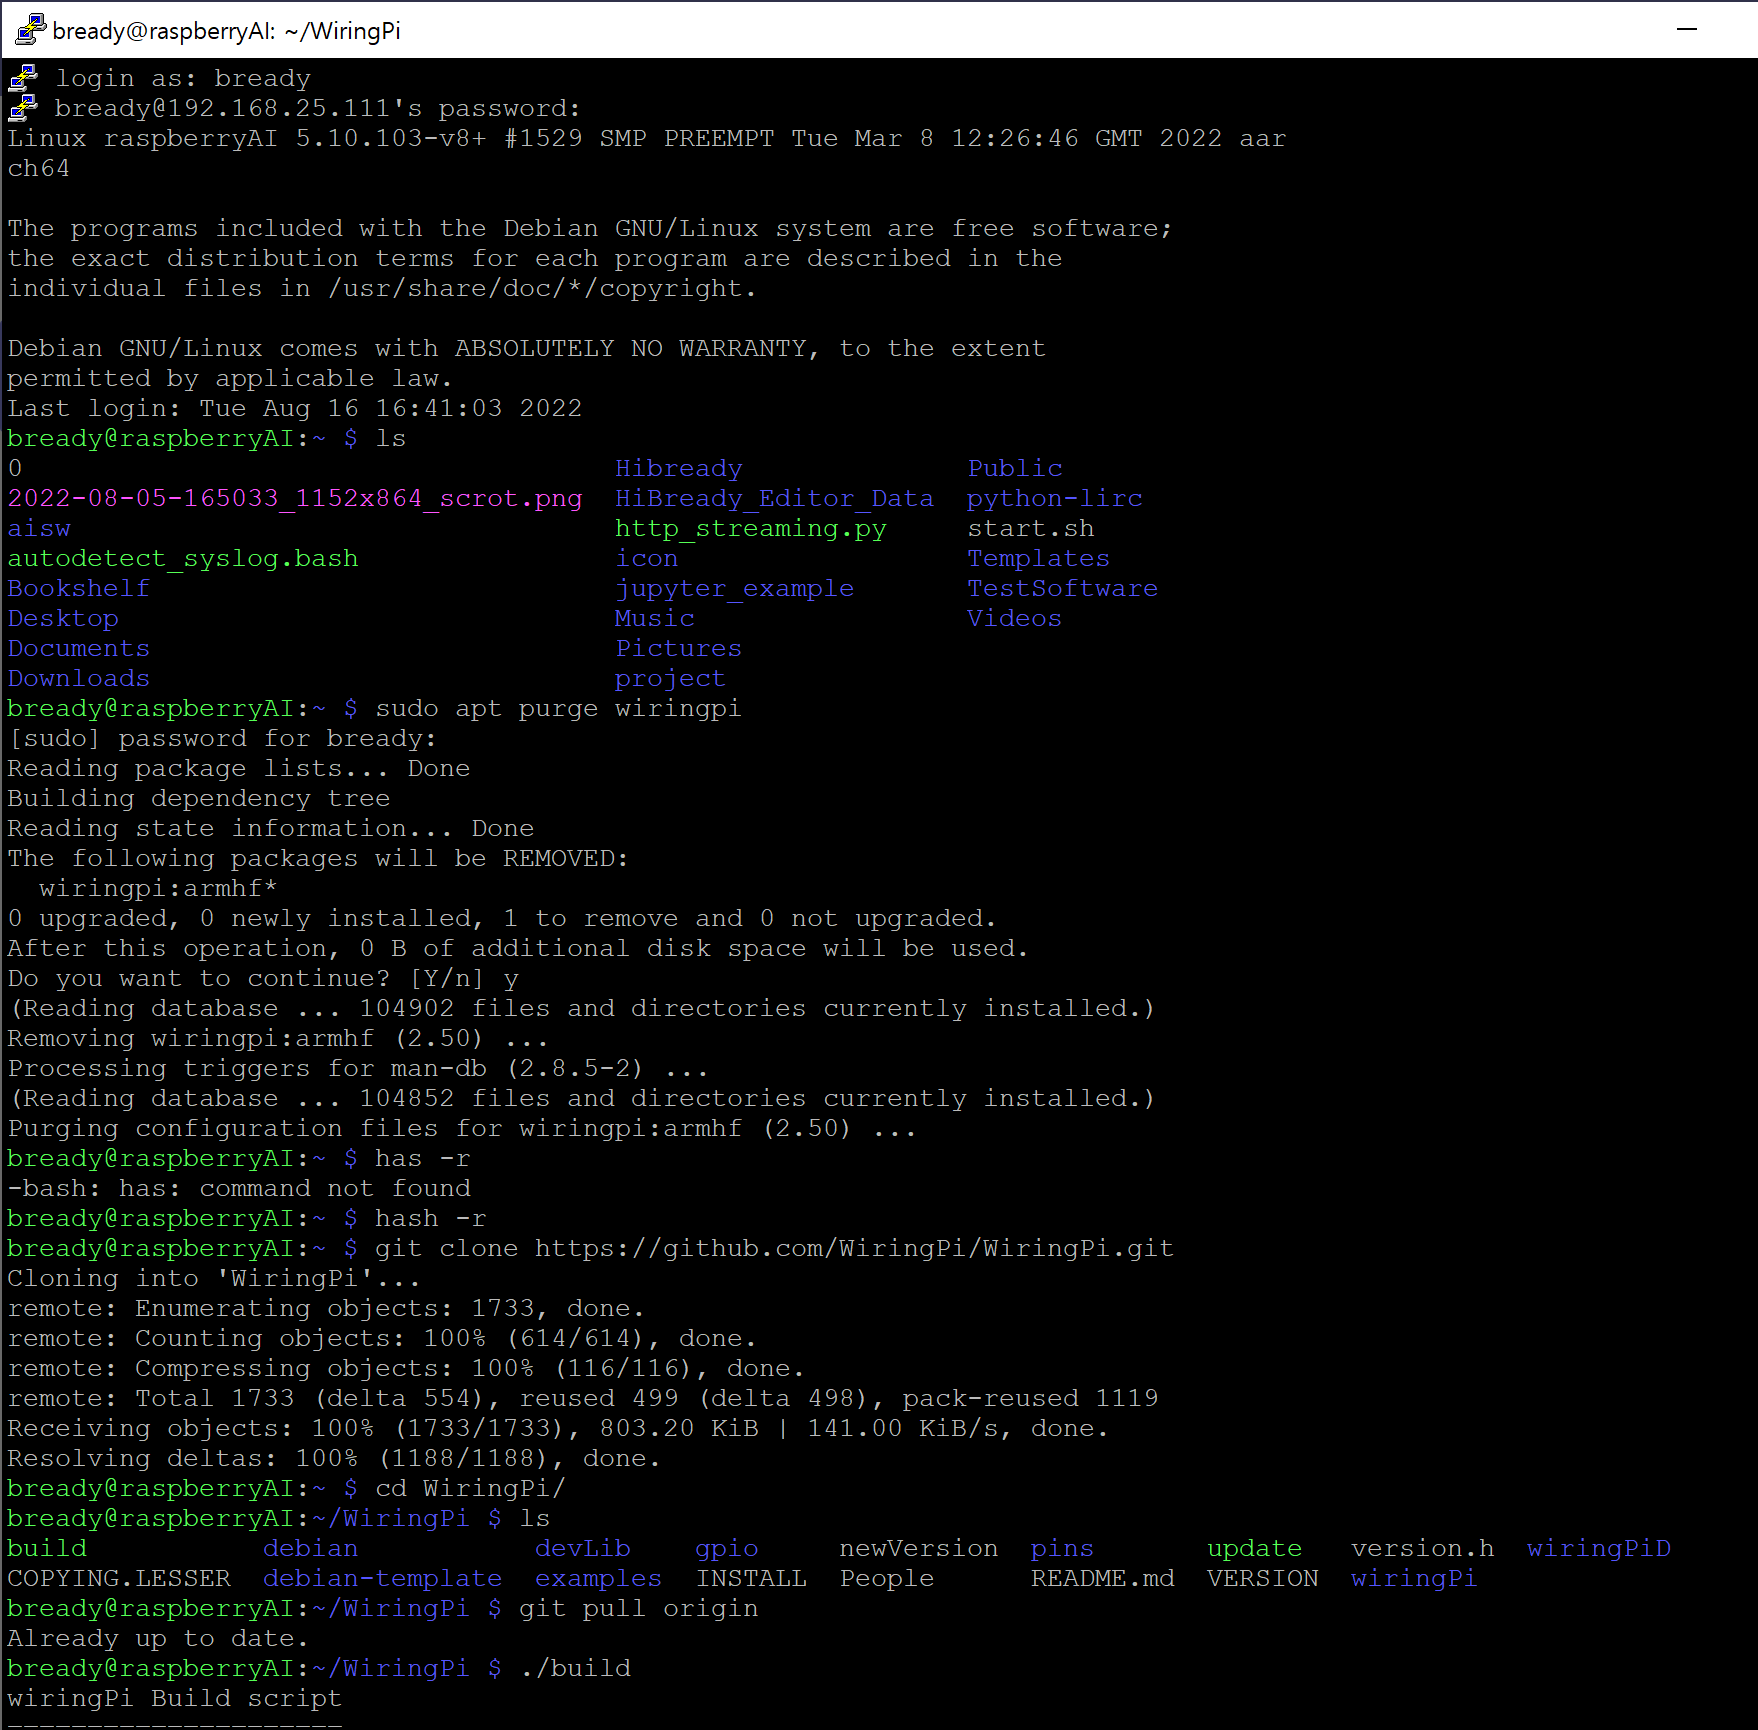 bready@raspberryAI: ~/WiringPi
login as: bready
bready@192.168.25.111's password:
Linux raspberryAI 5.10.103-v8+ #1529 SMP PREEMPT Tue Mar 8 12:26:46 GMT 2022 aar
ch64
The programs included with the Debian GNU/Linux system are free software;
the exact distribution terms for each program are described in the
individual files in /usr/share/doc/*/copyright.
Debian GNU/Linux comes with ABSOLUTELY NO WARRANTY, to the extent
permitted by applicable law.
Last login: Tue Aug 16 16:41:03 2022
bready@raspberryAI:~ $ ls
0 Hibready Public
2022-08-05-165033_1152x864_scrot.png HiBready_Editor_Data python-lirc
aisw http_streaming.py start.sh
autodetect_syslog.bash icon Templates
Bookshelf jupyter_example TestSoftware
Desktop Music Videos
Documents Pictures
Downloads project
bready@raspberryAI:~ $ sudo apt purge wiringpi
[sudo] password for bready:
Reading package lists... Done
Building dependency tree
Reading state information... Done
The following packages will be REMOVED:
wiringpi:armhf*
0 upgraded, 0 newly installed, 1 to remove and 0 not upgraded.
After this operation, 0 B of additional disk space will be used.
Do you want to continue? [Y/n] y
(Reading database ... 104902 files and directories currently installed.)
Removing wiringpi:armhf (2.50) ...
Processing triggers for man-db (2.8.5-2) ...
(Reading database ... 104852 files and directories currently installed.)
Purging configuration files for wiringpi:armhf (2.50) ...
bready@raspberryAI:~ $ has -r
-bash: has: command not found
bready@raspberryAI:~ $ hash -r
bready@raspberryAI:~ $ git clone https://github.com/WiringPi/WiringPi.git
Cloning into 'WiringPi'...
remote: Enumerating objects: 1733, done.
remote: Counting objects: 100% (614/614), done.
remote: Compressing objects: 100% (116/116), done.
remote: Total 1733 (delta 554), reused 499 (delta 498), pack-reused 1119
Receiving objects: 100% (1733/1733), 803.20 KiB | 141.00 KiB/s, done.
Resolving deltas: 100% (1188/1188), done.
bready@raspberryAI:~ $ cd WiringPi/
bready@raspberryAI:~/WiringPi $ ls
build debian devLib gpio newVersion pins update version.h wiringPiD
COPYING.LESSER debian-template examples INSTALL People README.md VERSION wiringPi
bready@raspberryAI:~/WiringPi $ git pull origin
Already up to date.
bready@raspberryAI:~/WiringPi $ ./build
wiringPi Build script
=====================